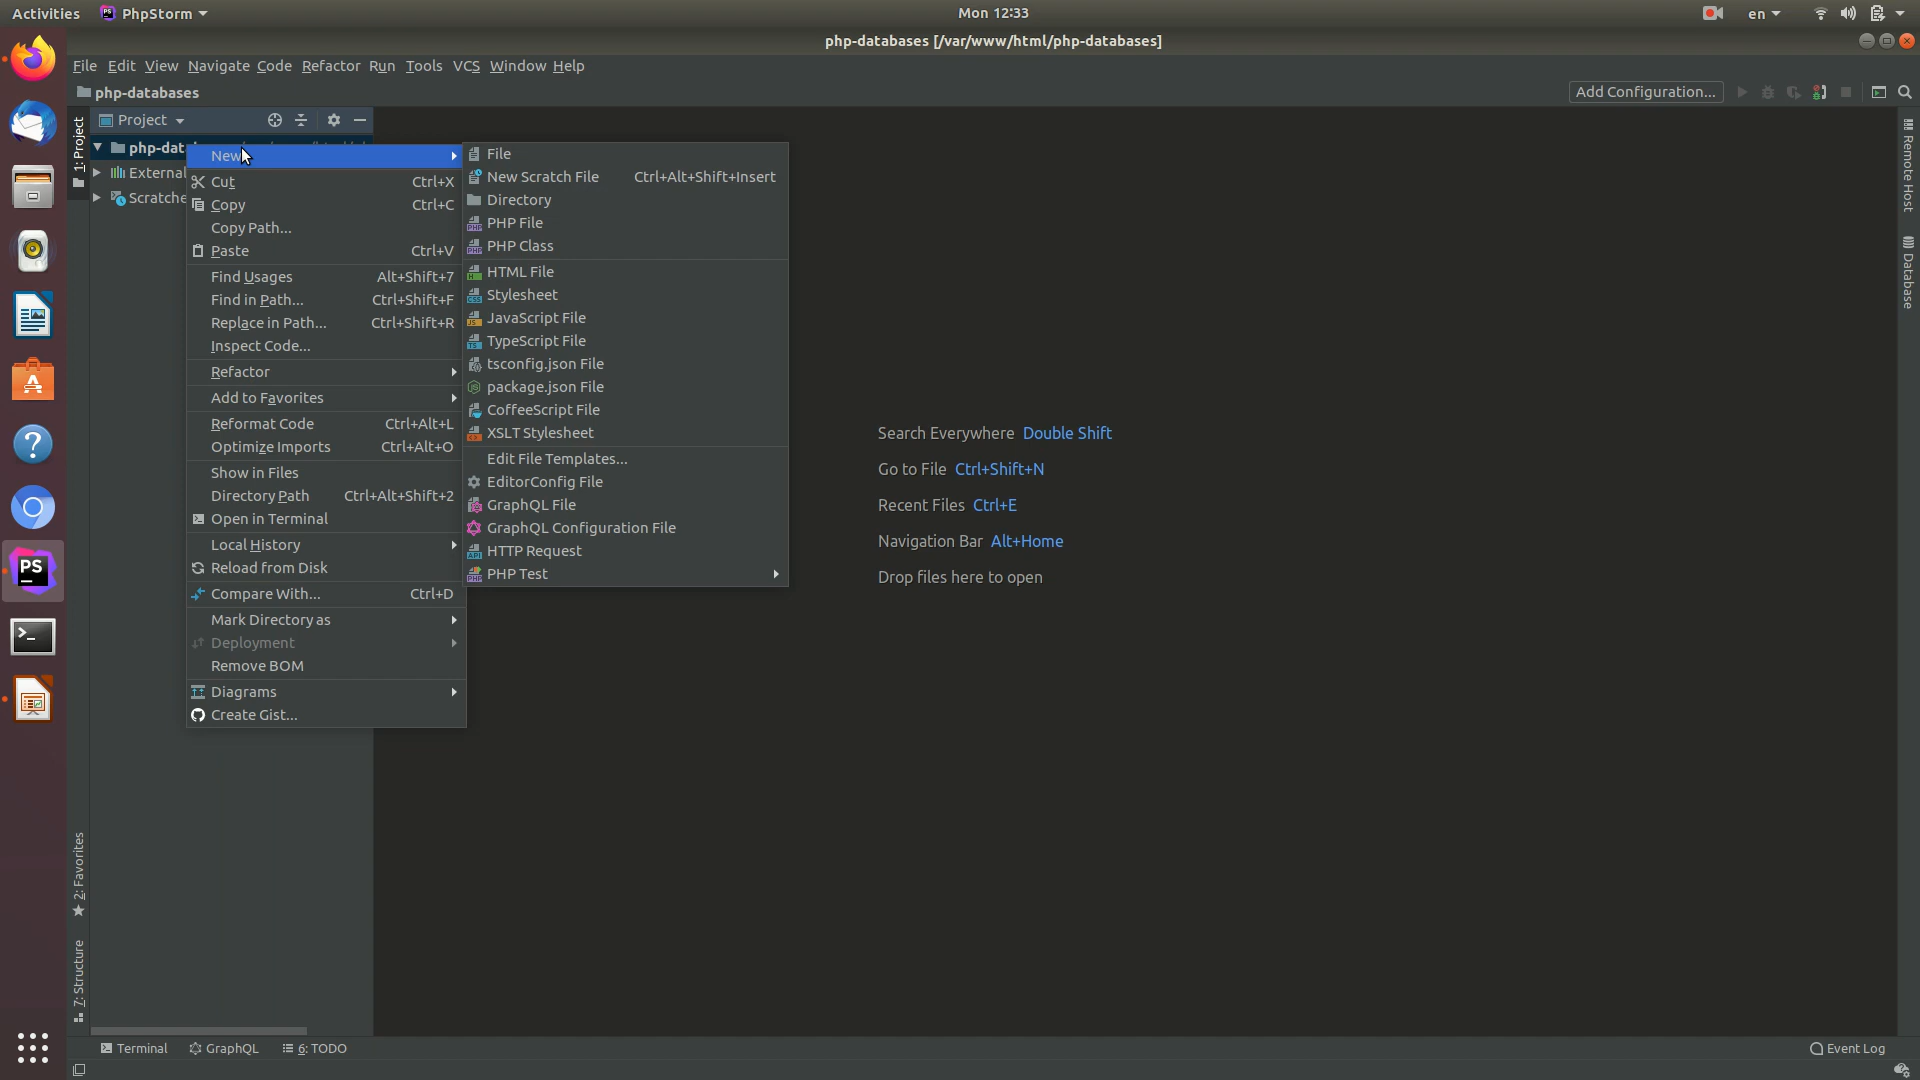 Activities PhpStorm Mon 12:33 en
php-databases [/var/www/html/php-databases]
File Edit View Navigate Code Refactor Run Tools VCS Window Help
php-databases Add Configuration...
1: Project
Project
php-dat
External
Scratche
New
Cut Ctrl+X
Copy Ctrl+C
Copy Path...
Paste Ctrl+V
Find Usages Alt+Shift+7
Find in Path... Ctrl+Shift+F
Replace in Path... Ctrl+Shift+R
Inspect Code...
Refactor
Add to Favorites
Reformat Code Ctrl+Alt+L
Optimize Imports Ctrl+Alt+O
Show in Files
Directory Path Ctrl+Alt+Shift+2
Open in Terminal
Local History
Reload from Disk
Compare With... Ctrl+D
Mark Directory as
Deployment
Remove BOM
Diagrams
Create Gist...
File
New Scratch File Ctrl+Alt+Shift+Insert
Directory
PHP File
PHP Class
HTML File
Stylesheet
JavaScript File
TypeScript File
tsconfig.json File
package.json File
CoffeeScript File
XSLT Stylesheet
Edit File Templates...
EditorConfig File
GraphQL File
GraphQL Configuration File
HTTP Request
PHP Test
Search Everywhere Double Shift
Go to File Ctrl+Shift+N
Recent Files Ctrl+E
Navigation Bar Alt+Home
Drop files here to open
Remote Host
Database
PS
2: Favorites
7: Structure
Terminal GraphQL 6: TODO Event Log